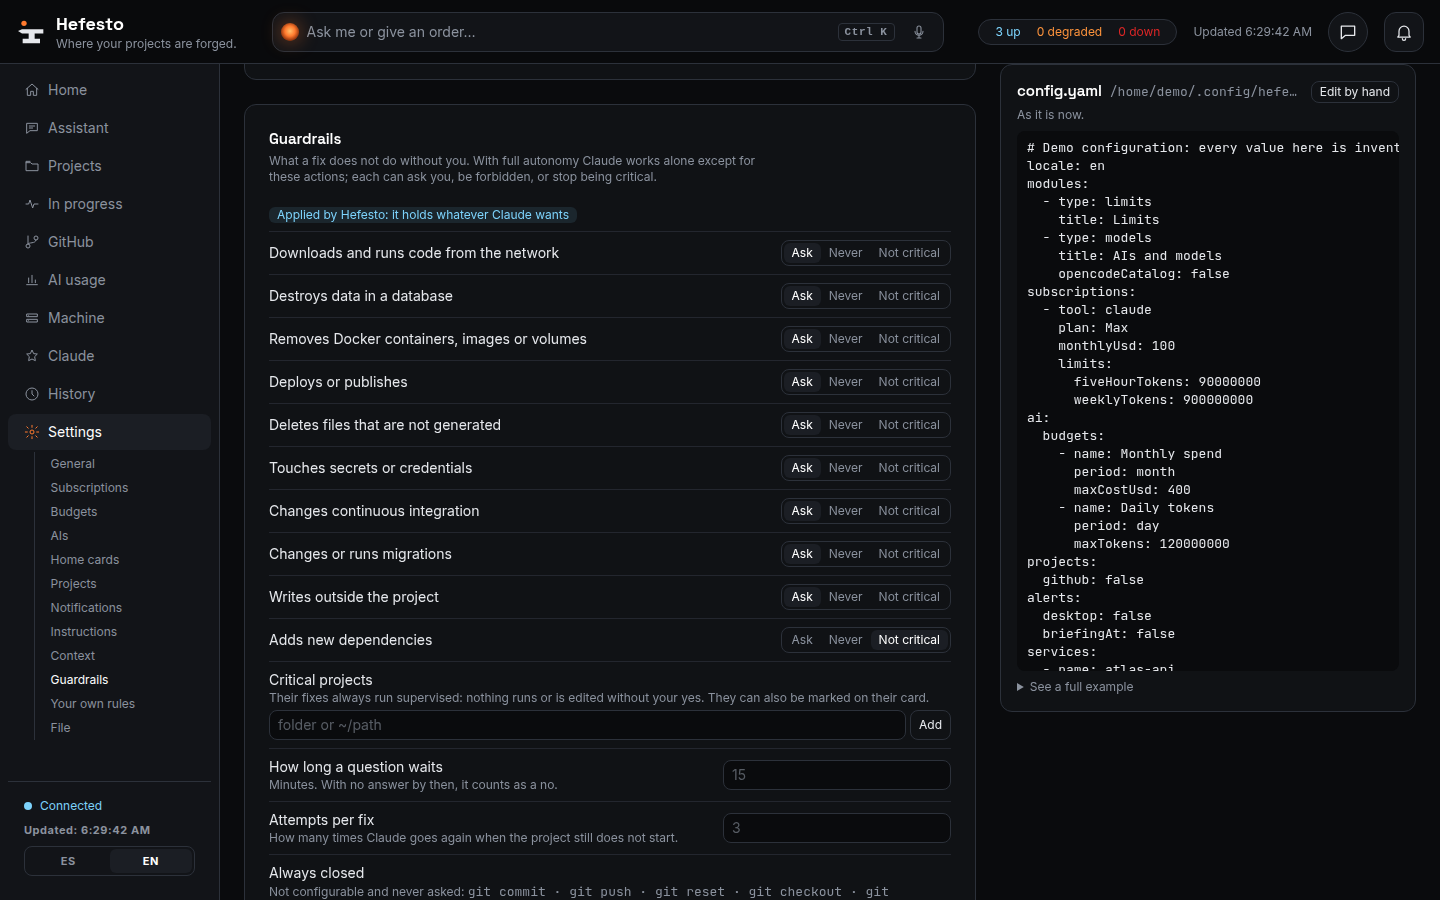 Hefesto
Where your projects are forged.
Ask me or give an order...
Ctrl K
3 up
0 degraded
0 down
Updated 6:29:42 AM
Home
Assistant
Projects
In progress
GitHub
AI usage
Machine
Claude
History
Settings
General
Subscriptions
Budgets
AIs
Home cards
Projects
Notifications
Instructions
Context
Guardrails
Your own rules
File
Connected
Updated: 6:29:42 AM
ES
EN
Guardrails
What a fix does not do without you. With full autonomy Claude works alone except for
these actions; each can ask you, be forbidden, or stop being critical.
Applied by Hefesto: it holds whatever Claude wants
Downloads and runs code from the network
Ask Never Not critical
Destroys data in a database
Ask Never Not critical
Removes Docker containers, images or volumes
Ask Never Not critical
Deploys or publishes
Ask Never Not critical
Deletes files that are not generated
Ask Never Not critical
Touches secrets or credentials
Ask Never Not critical
Changes continuous integration
Ask Never Not critical
Changes or runs migrations
Ask Never Not critical
Writes outside the project
Ask Never Not critical
Adds new dependencies
Ask Never Not critical
Critical projects
Their fixes always run supervised: nothing runs or is edited without your yes. They can also be marked on their card.
folder or ~/path
Add
How long a question waits
Minutes. With no answer by then, it counts as a no.
15
Attempts per fix
How many times Claude goes again when the project still does not start.
3
Always closed
Not configurable and never asked: git commit · git push · git reset · git checkout · git
config.yaml
/home/demo/.config/hefe…
Edit by hand
As it is now.
# Demo configuration: every value here is invent
locale: en
modules:
- type: limits
title: Limits
- type: models
title: AIs and models
opencodeCatalog: false
subscriptions:
- tool: claude
plan: Max
monthlyUsd: 100
limits:
fiveHourTokens: 90000000
weeklyTokens: 900000000
ai:
budgets:
- name: Monthly spend
period: month
maxCostUsd: 400
- name: Daily tokens
period: day
maxTokens: 120000000
projects:
github: false
alerts:
desktop: false
briefingAt: false
services:
- name: atlas-api
See a full example